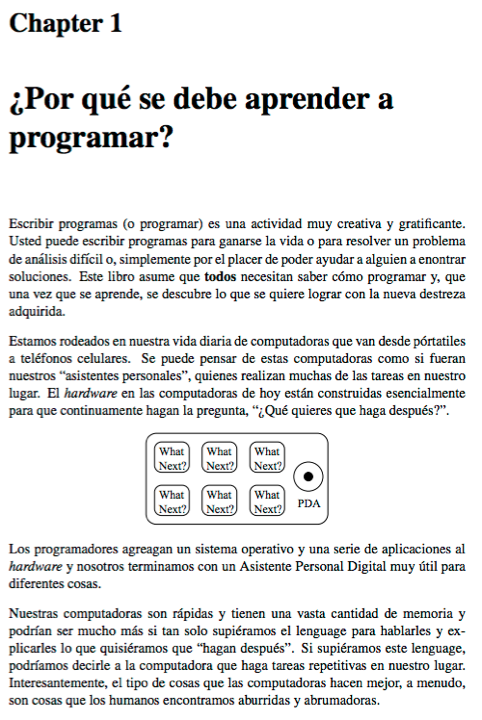 Chapter 1
¿Por qué se debe aprender a
programar?
Escribir programas (o programar) es una actividad muy creativa y gratificante.
Usted puede escribir programas para ganarse la vida o para resolver un problema
de análisis difícil o, simplemente por el placer de poder ayudar a alguien a enontrar
soluciones. Este libro asume que todos necesitan saber cómo programar y, que
una vez que se aprende, se descubre lo que se quiere lograr con la nueva destreza
adquirida.
Estamos rodeados en nuestra vida diaria de computadoras que van desde pórtatiles
a teléfonos celulares. Se puede pensar de estas computadoras como si fueran
nuestros “asistentes personales”, quienes realizan muchas de las tareas en nuestro
lugar. El hardware en las computadoras de hoy están construidas esencialmente
para que continuamente hagan la pregunta, “¿Qué quieres que haga después?”.
What What What
Next? Next? Next?
What What What
Next? Next? Next?
PDA
Los programadores agreagan un sistema operativo y una serie de aplicaciones al
hardware y nosotros terminamos con un Asistente Personal Digital muy útil para
diferentes cosas.
Nuestras computadoras son rápidas y tienen una vasta cantidad de memoria y
podrían ser mucho más si tan solo supiéramos el lenguage para hablarles y ex-
plicarles lo que quisiéramos que “hagan después”. Si supiéramos este lenguage,
podríamos decirle a la computadora que haga tareas repetitivas en nuestro lugar.
Interesantemente, el tipo de cosas que las computadoras hacen mejor, a menudo,
son cosas que los humanos encontramos aburridas y abrumadoras.